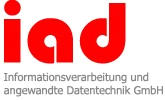 iad
Informationsverarbeitung und
angewandte Datentechnik GmbH